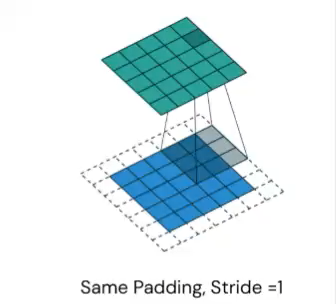 Same Padding, Stride =1